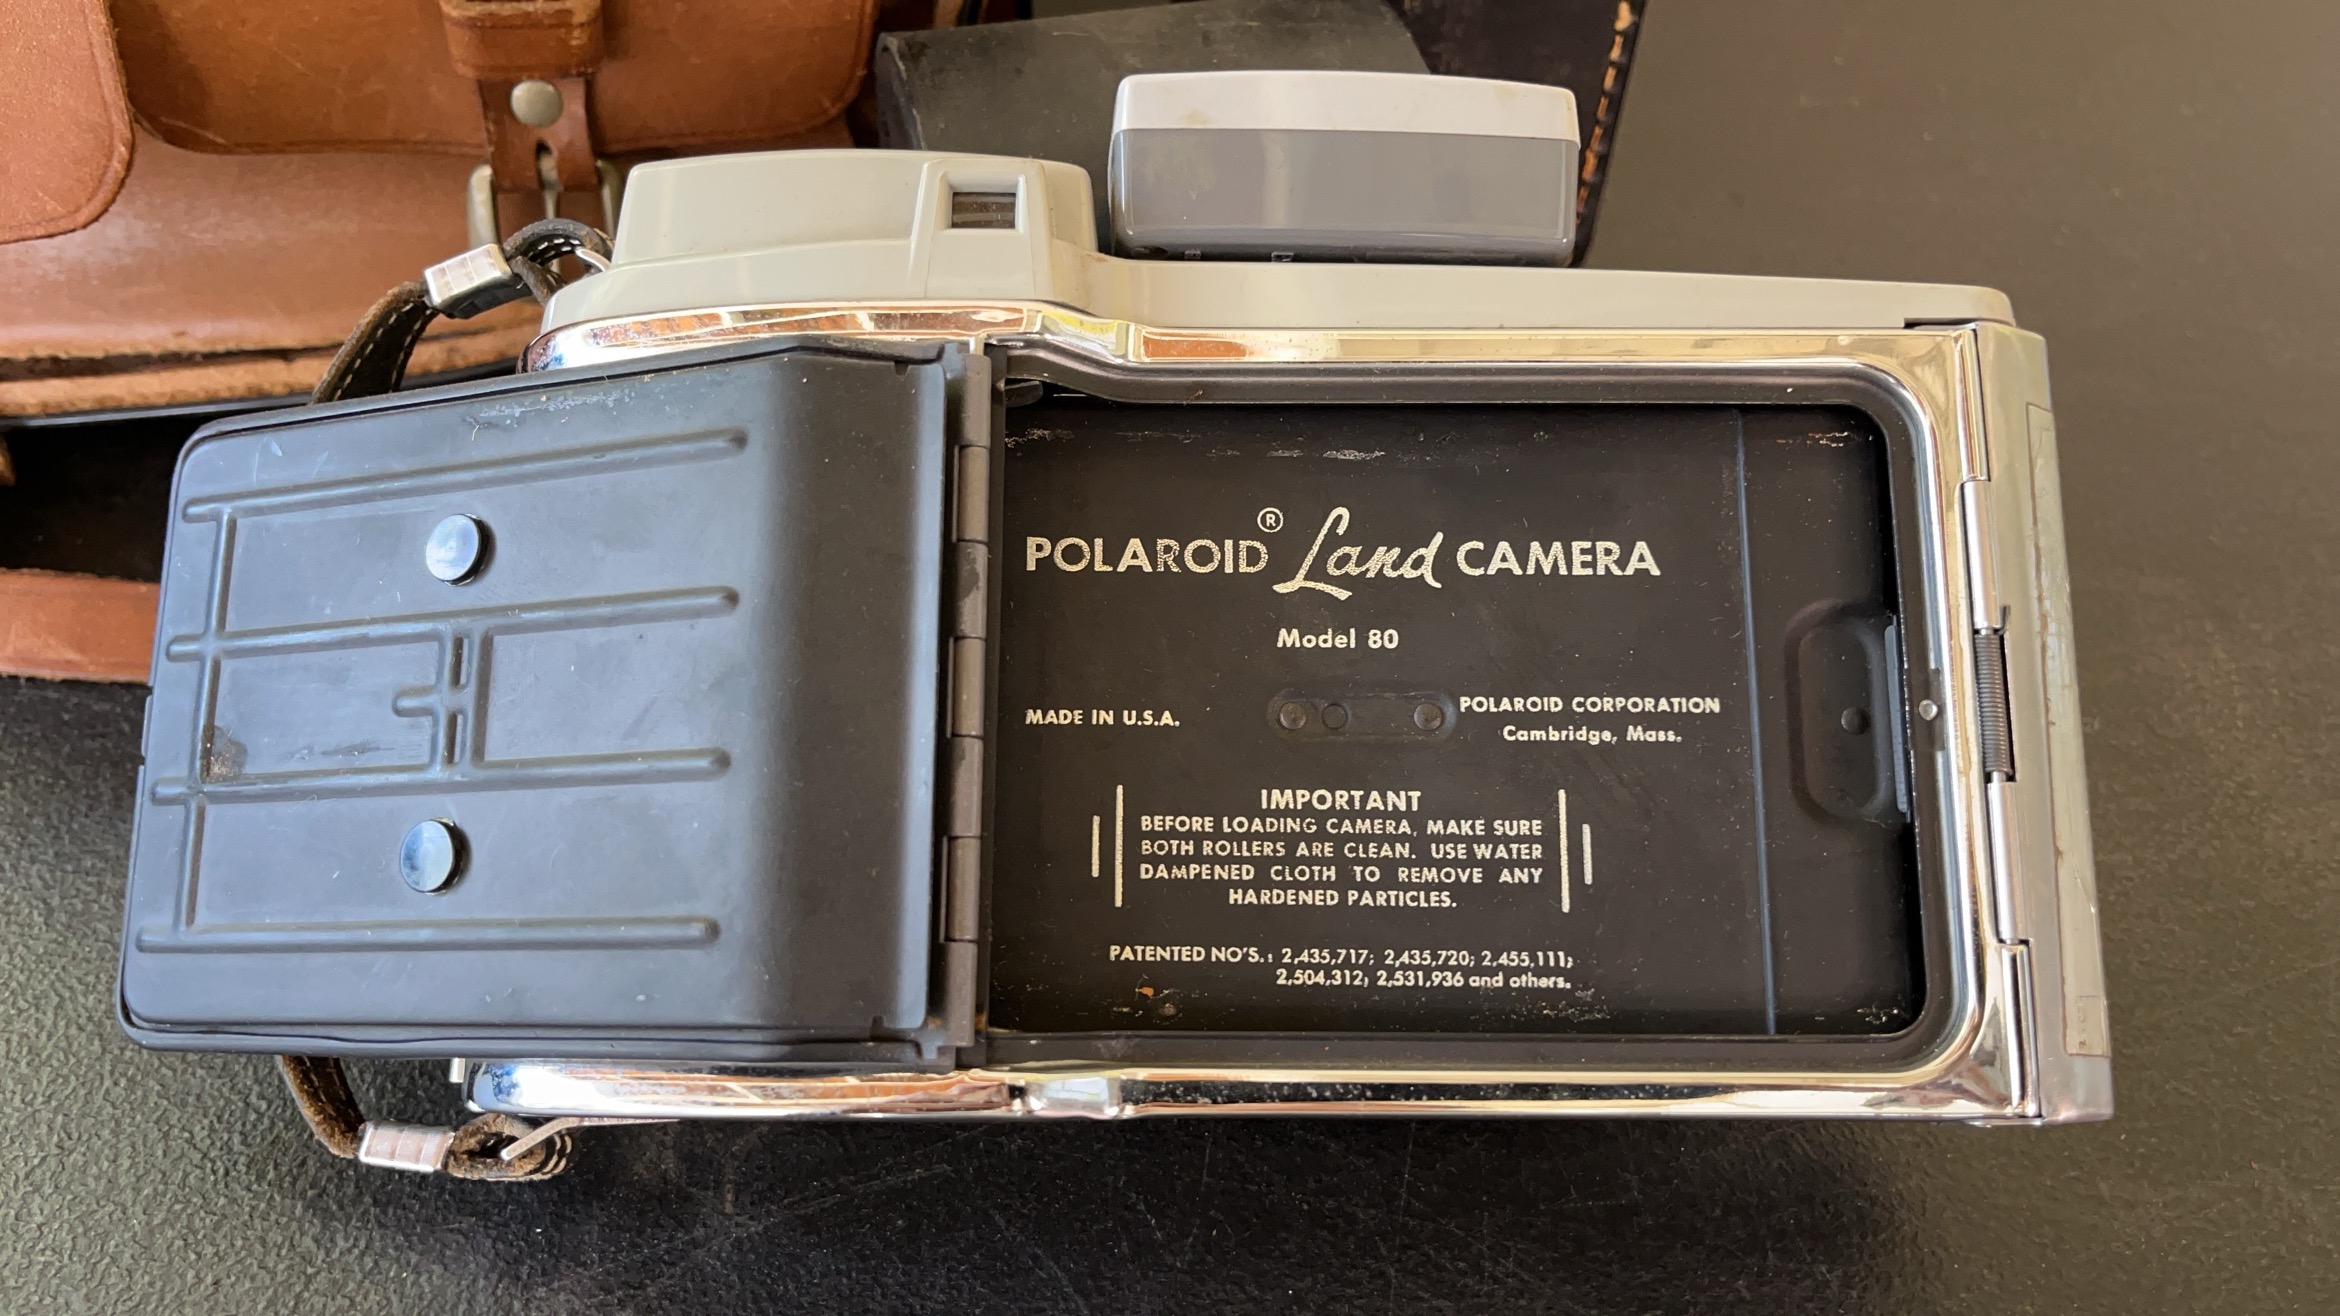 POLAROID® Land CAMERA
Model 80
MADE IN U.S.A.
POLAROID CORPORATION
Cambridge, Mass.
IMPORTANT
BEFORE LOADING CAMERA, MAKE SURE
BOTH ROLLERS ARE CLEAN. USE WATER
DAMPENED CLOTH TO REMOVE ANY
HARDENED PARTICLES.
PATENTED NO'S.: 2,435,717; 2,435,720; 2,455,111;
2,504,312; 2,531,936 and others.